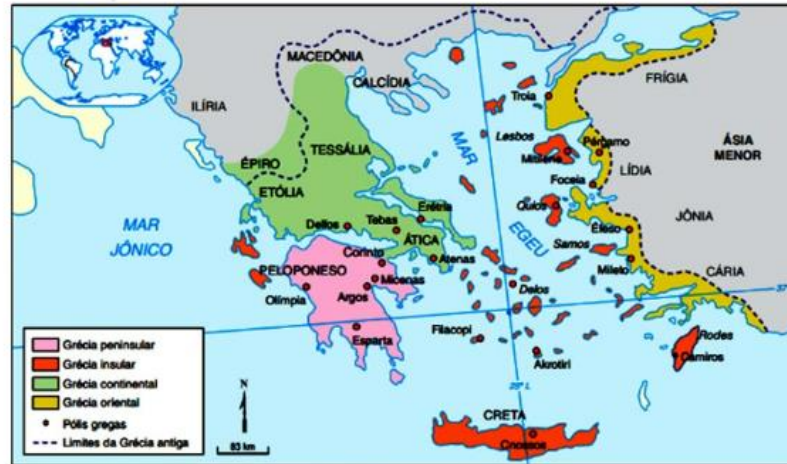 MACEDÔNIA
CALCÍDIA
ILÍRIA
FRÍGIA
Troia
MAR
Lesbos
Mitilene
Pérgamo
ÁSIA
MENOR
TESSÁLIA
ÉPIRO
LÍDIA
ETÓLIA
Foceia
Erétria
Quios
JÔNIA
MAR
JÔNICO
Delfos
Tebas
EGEU
Éfeso
ÁTICA
Samos
Corinto
Atenas
Mileto
PELOPONESO
Micenas
CÁRIA
Olímpia
Argos
Delos
37°
Esparta
Filacopi
Rodes
Akrotiri
Camiros
25° L
CRETA
Cnossos
Grécia peninsular
Grécia insular
Grécia continental
Grécia oriental
Pólis gregas
Limites da Grécia antiga
N
83 km